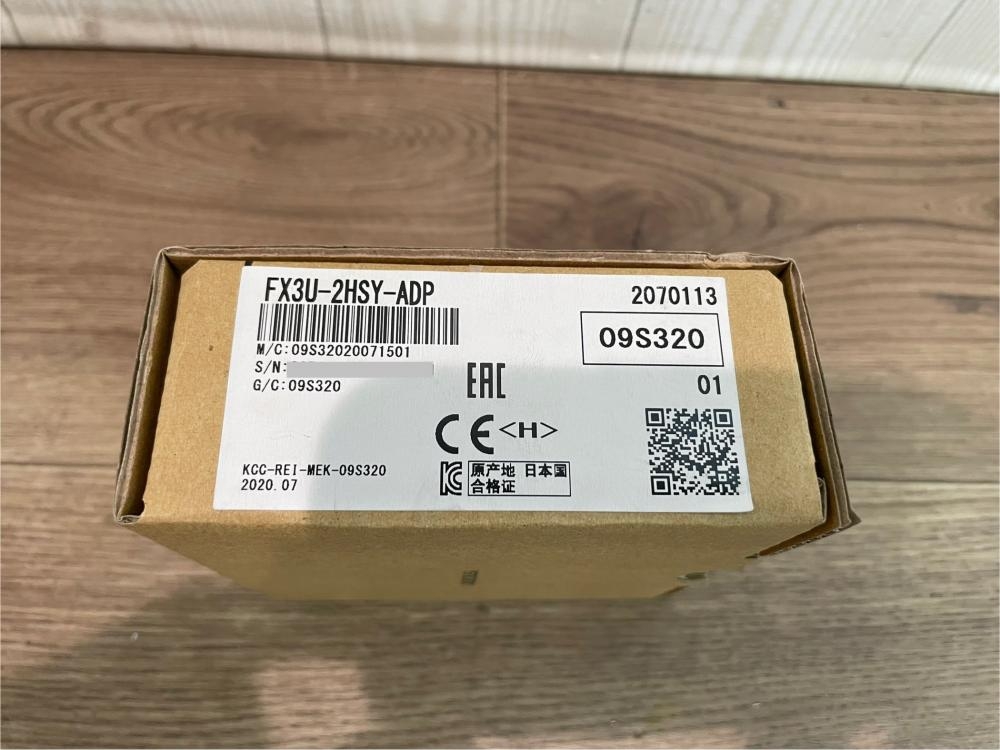 FX3U-2HSY-ADP
2070113
M/C:09S32020071501
09S320
S/N:
G/C:09S320
01
EAC
CE<H>
KCC-REI-MEK-09S320
2020.07
原产地 日本国
合格证